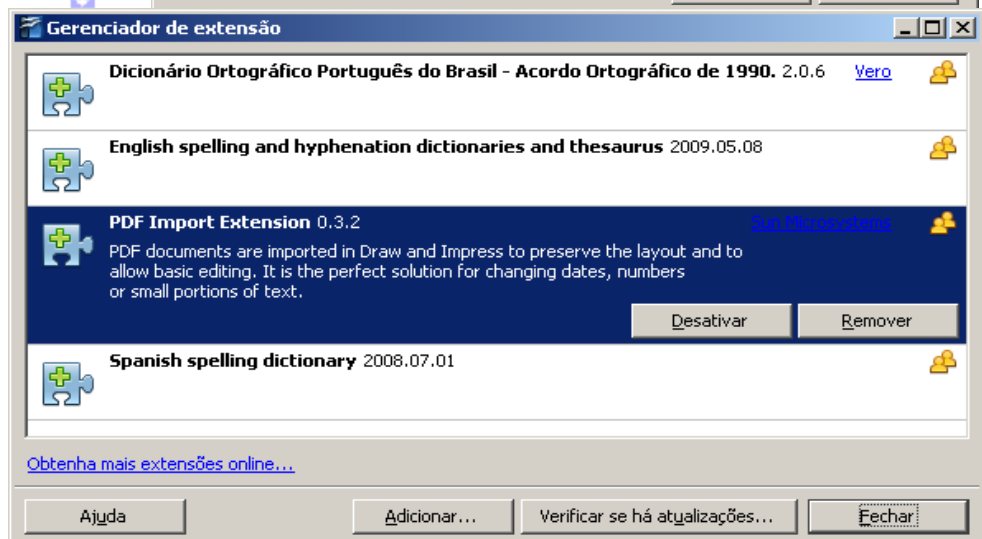 Gerenciador de extensão
Dicionário Ortográfico Português do Brasil - Acordo Ortográfico de 1990. 2.0.6 Vero
English spelling and hyphenation dictionaries and thesaurus 2009.05.08
PDF Import Extension 0.3.2 Sun Microsystems
PDF documents are imported in Draw and Impress to preserve the layout and to
allow basic editing. It is the perfect solution for changing dates, numbers
or small portions of text.
Desativar Remover
Spanish spelling dictionary 2008.07.01
Obtenha mais extensões online...
Ajuda Adicionar... Verificar se há atualizações... Fechar